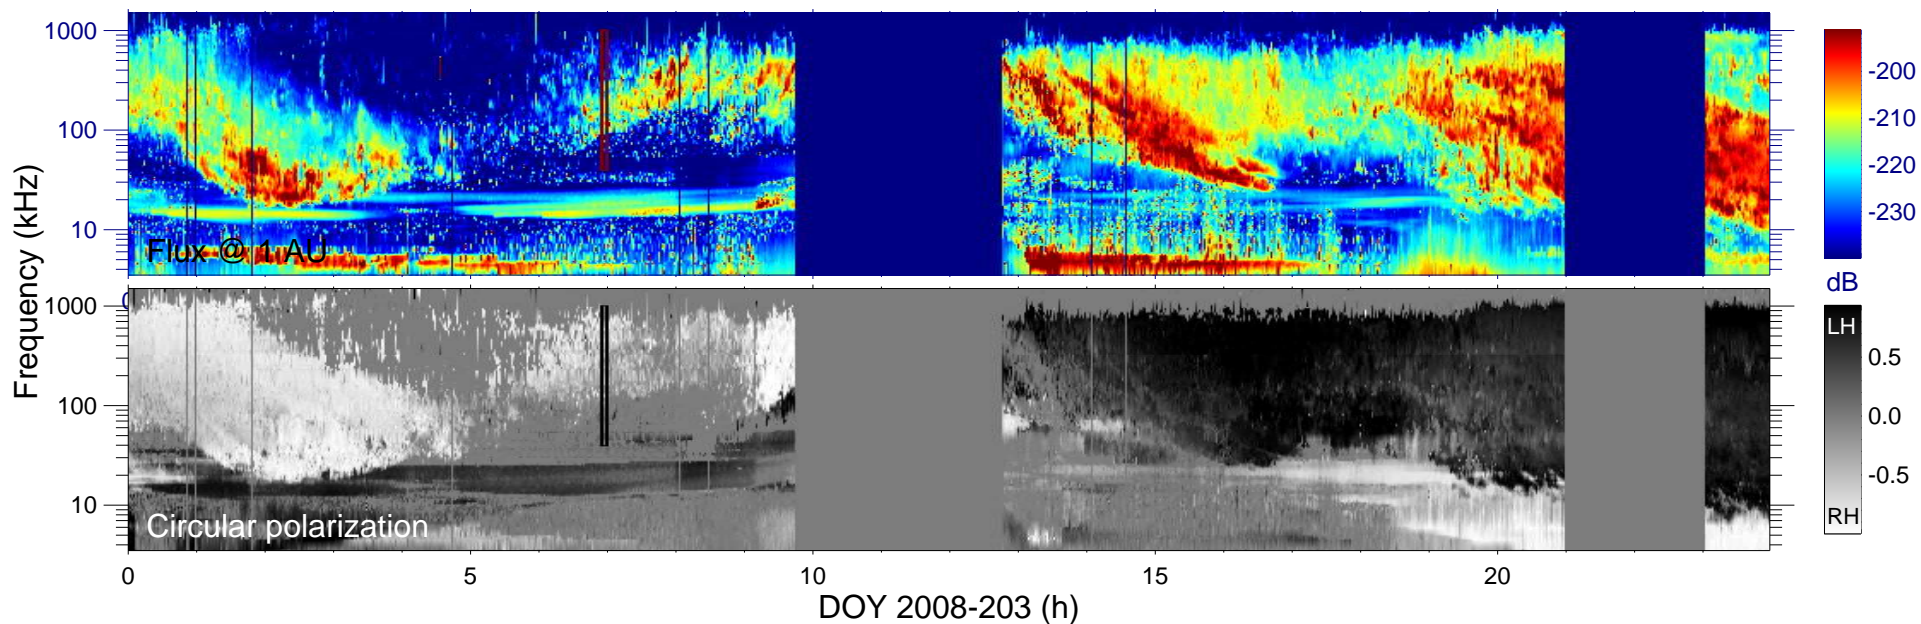 Frequency (kHz)
1000
100
10
Flux @ 1 AU
-200
-210
-220
-230
dB
0
1000
100
10
Circular polarization
LH
0.5
0.0
-0.5
RH
0
5
10
15
20
DOY 2008-203 (h)